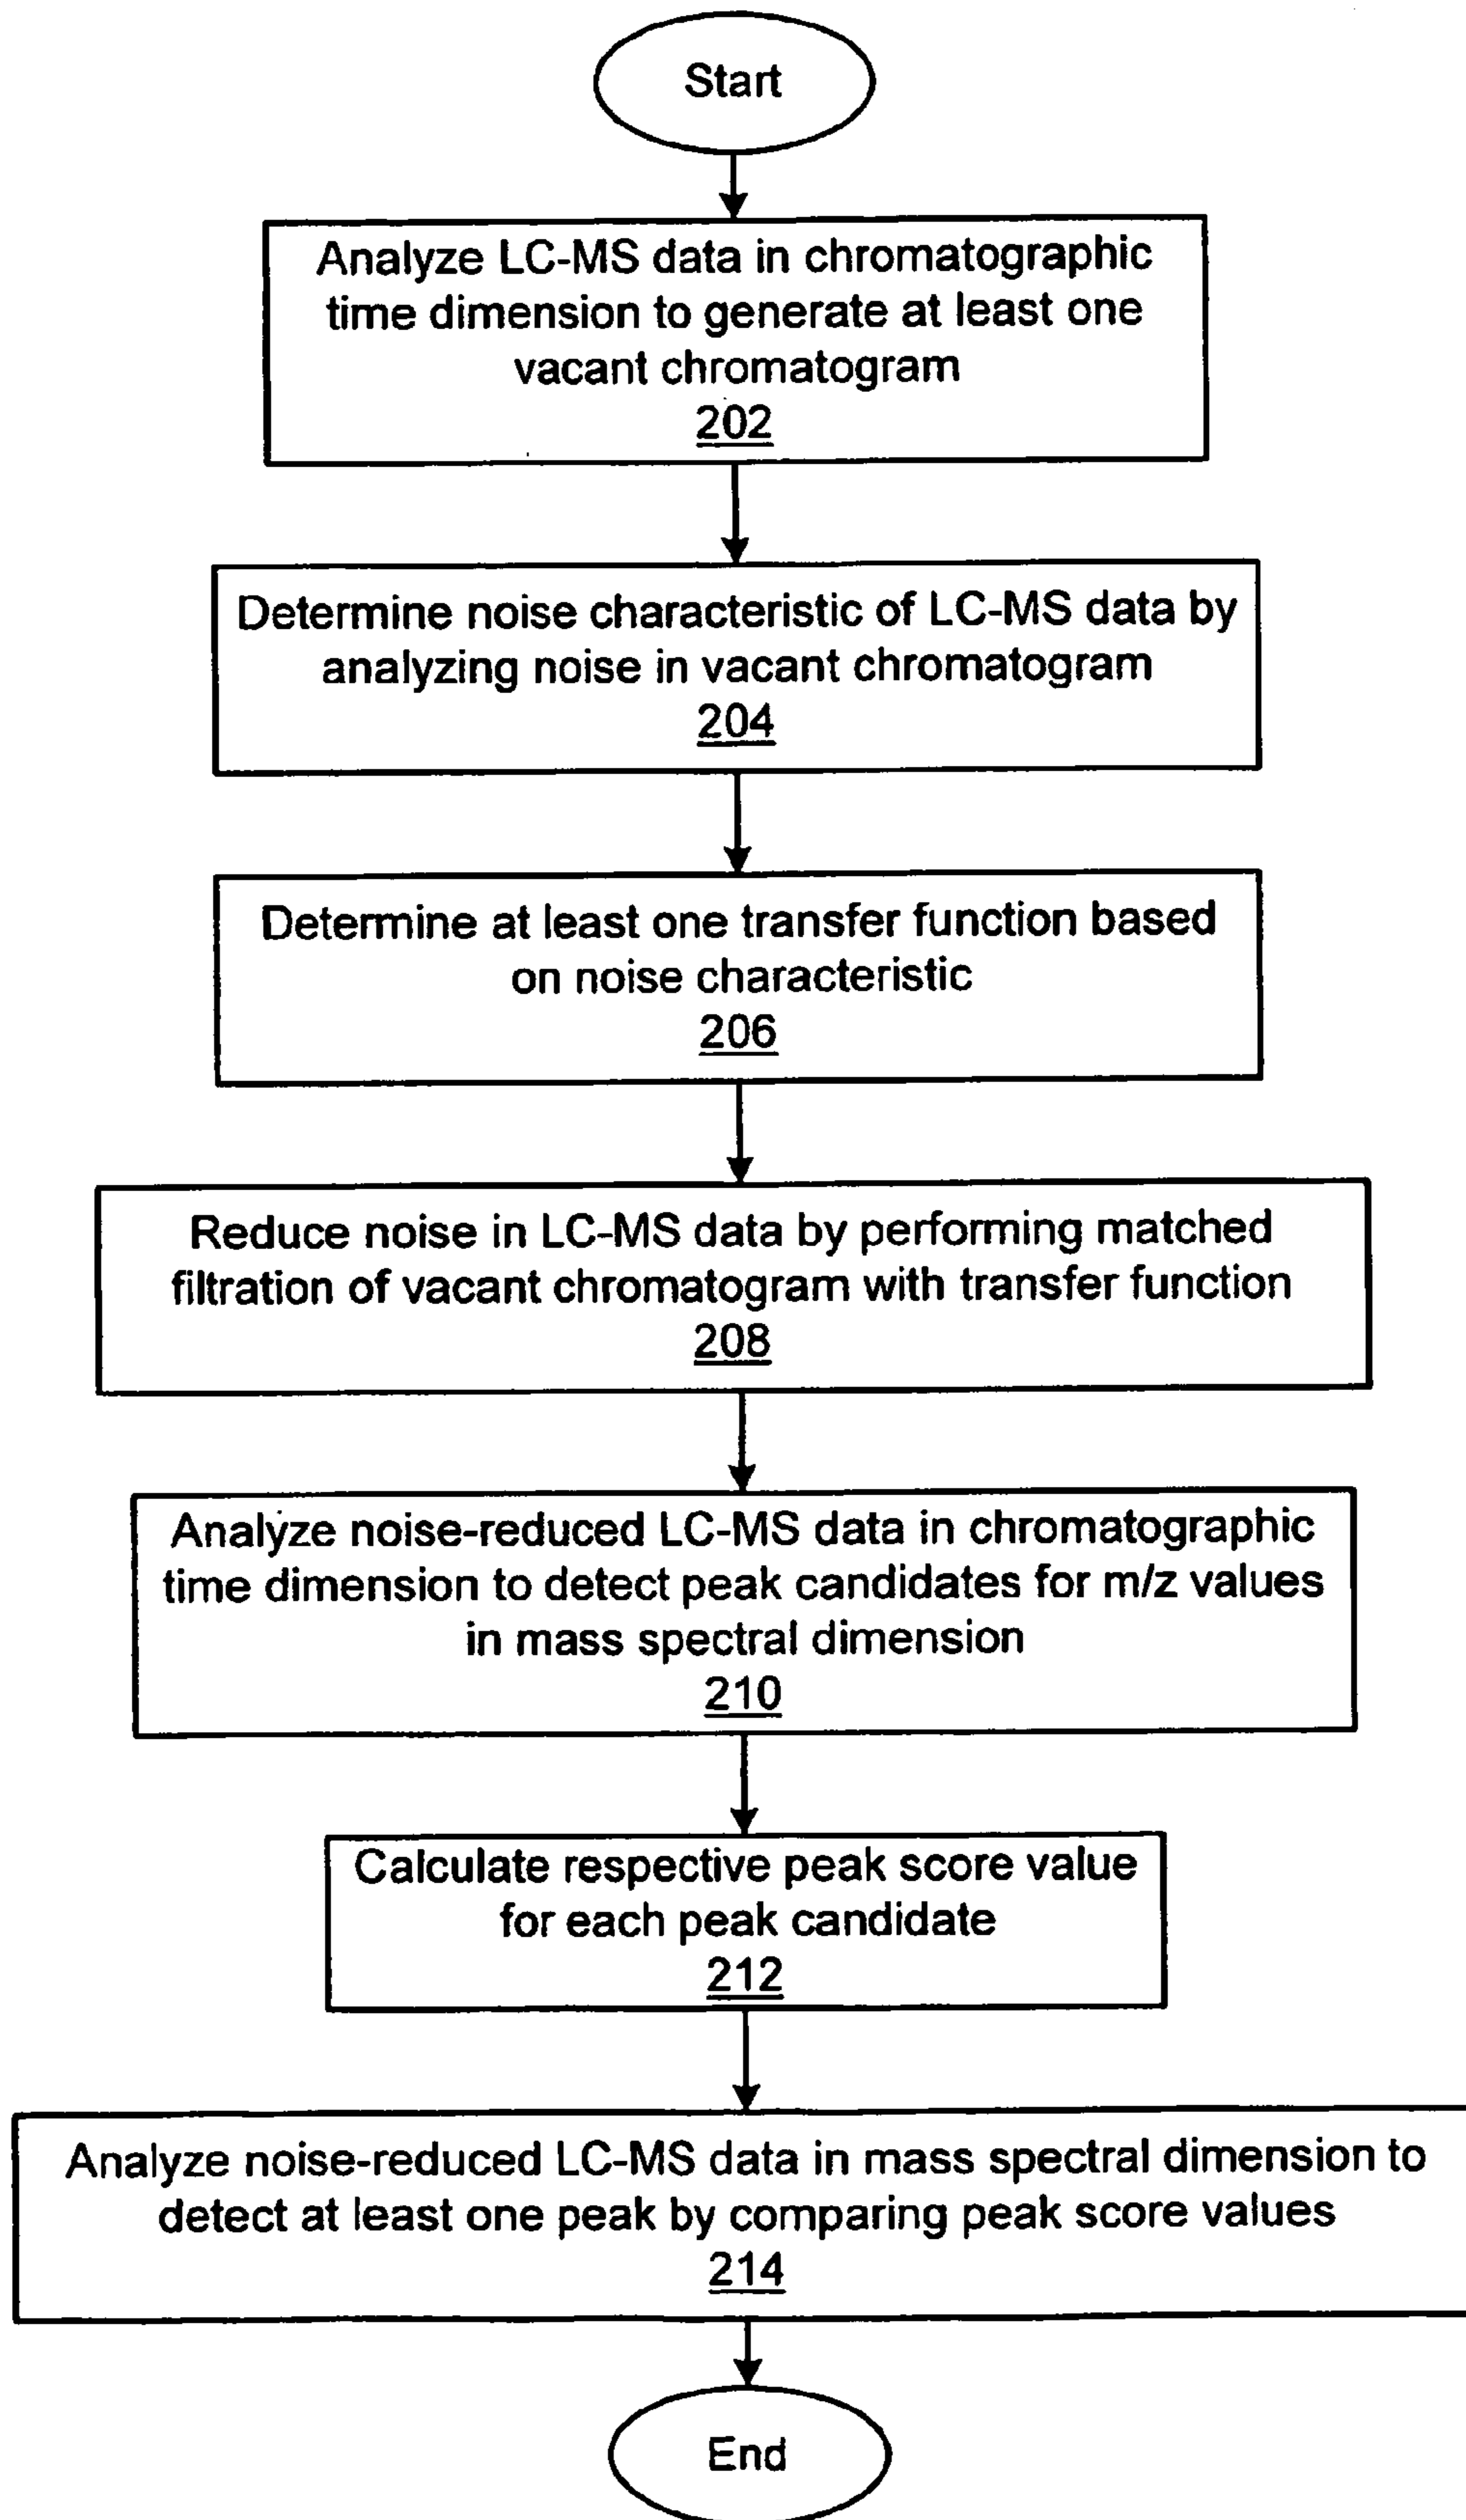 Start
Analyze LC-MS data in chromatographic
time dimension to generate at least one
vacant chromatogram
202
Determine noise characteristic of LC-MS data by
analyzing noise in vacant chromatogram
204
Determine at least one transfer function based
on noise characteristic
206
Reduce noise in LC-MS data by performing matched
filtration of vacant chromatogram with transfer function
208
Analyze noise-reduced LC-MS data in chromatographic
time dimension to detect peak candidates for m/z values
in mass spectral dimension
210
Calculate respective peak score value
for each peak candidate
212
Analyze noise-reduced LC-MS data in mass spectral dimension to
detect at least one peak by comparing peak score values
214
End